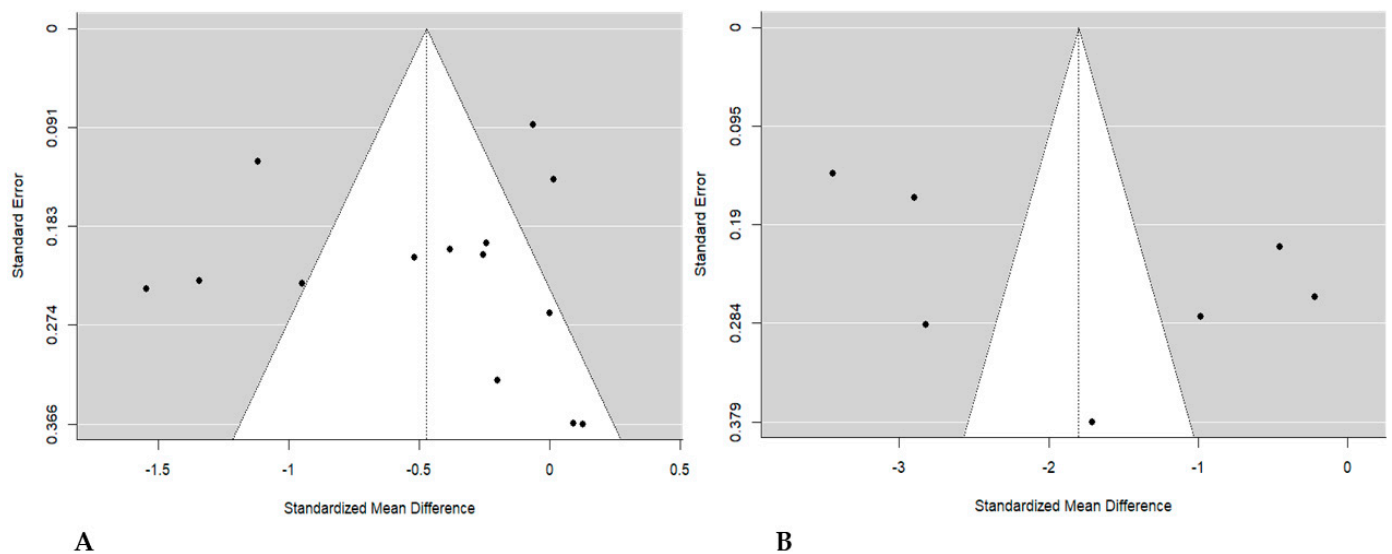 0
0.091
0.183
0.274
0.366
Standard Error
-1.5 -1 -0.5 0 0.5
Standardized Mean Difference
A
0
0.095
0.19
0.284
0.379
Standard Error
-3 -2 -1 0
Standardized Mean Difference
B